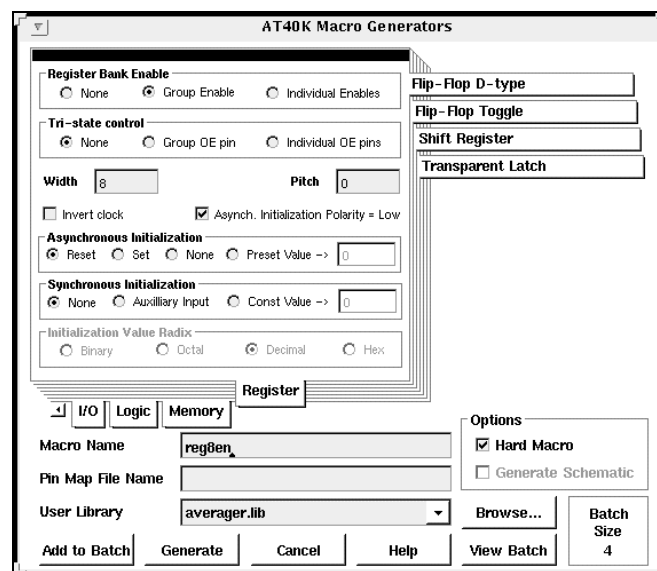 AT40K Macro Generators
Register Bank Enable
None Group Enable Individual Enables
Tri-state control
None Group OE pin Individual OE pins
Width 8 Pitch 0
Invert clock Asynch. Initialization Polarity = Low
Asynchronous Initialization
Reset Set None Preset Value -> 0
Synchronous Initialization
None Auxilliary Input Const Value -> 0
Initialization Value Radix
Binary Octal Decimal Hex
Flip-Flop D-type
Flip-Flop Toggle
Shift Register
Transparent Latch
Register
I/O Logic Memory
Macro Name reg8en
Pin Map File Name
User Library averager.lib
Options
Hard Macro
Generate Schematic
Browse...
Batch Size 4
Add to Batch Generate Cancel Help View Batch